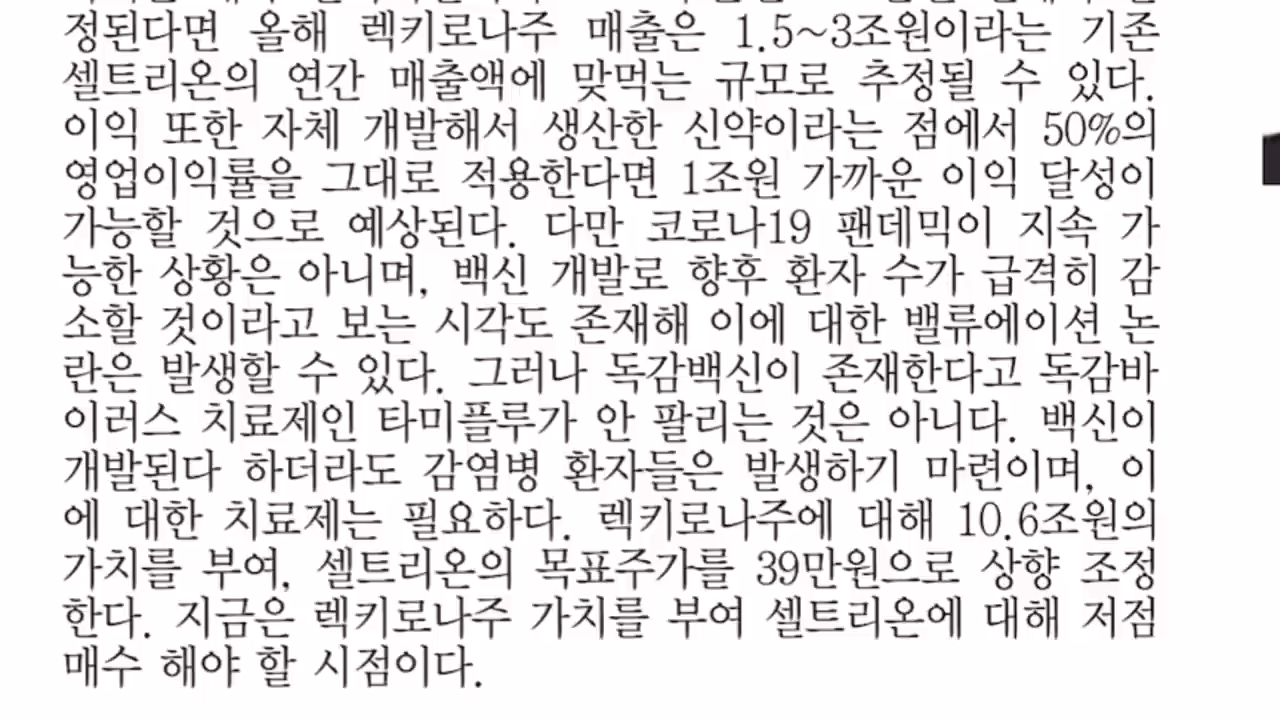 정된다면 올해 렉키로나주 매출은 1.5~3조원이라는 기존
셀트리온의 연간 매출액에 맞먹는 규모로 추정될 수 있다.
이익 또한 자체 개발해서 생산한 신약이라는 점에서 50%의
영업이익률을 그대로 적용한다면 1조원 가까운 이익 달성이
가능할 것으로 예상된다. 다만 코로나19 팬데믹이 지속 가
능한 상황은 아니며, 백신 개발로 향후 환자 수가 급격히 감
소할 것이라고 보는 시각도 존재해 이에 대한 밸류에이션 논
란은 발생할 수 있다. 그러나 독감백신이 존재한다고 독감바
이러스 치료제인 타미플루가 안 팔리는 것은 아니다. 백신이
개발된다 하더라도 감염병 환자들은 발생하기 마련이며, 이
에 대한 치료제는 필요하다. 렉키로나주에 대해 10.6조원의
가치를 부여, 셀트리온의 목표주가를 39만원으로 상향 조정
한다. 지금은 렉키로나주 가치를 부여 셀트리온에 대해 저점
매수 해야 할 시점이다.